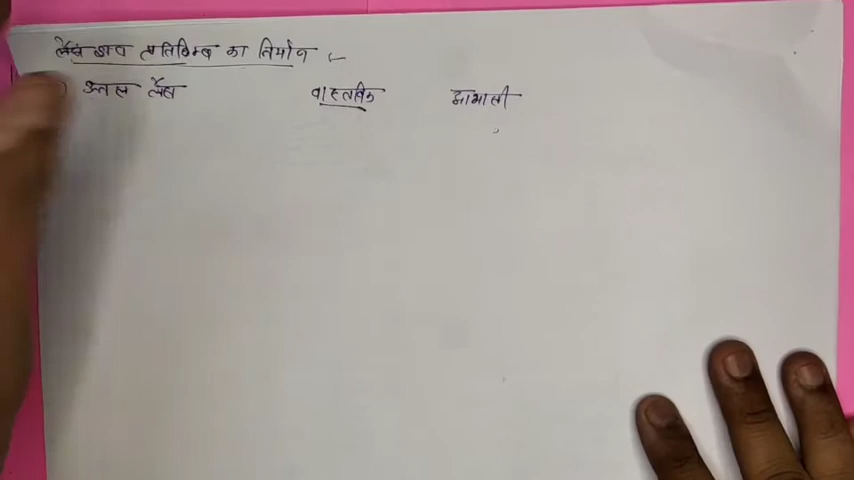 लेंस द्वारा प्रतिबिम्ब का निर्माण :-
उत्तल लेंस वास्तविक आभासी